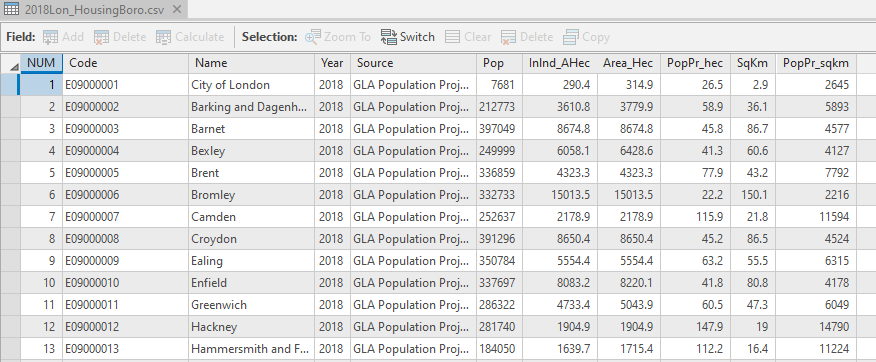 2018Lon_HousingBoro.csv
Field: Add Delete Calculate Selection: Zoom To Switch Clear Delete Copy
NUM Code Name Year Source Pop InInd_AHec Area_Hec PopPr_hec SqKm PopPr_sqkm
1 E09000001 City of London 2018 GLA Population Proj... 7681 290.4 314.9 26.5 2.9 2645
2 E09000002 Barking and Dagenh... 2018 GLA Population Proj... 212773 3610.8 3779.9 58.9 36.1 5893
3 E09000003 Barnet 2018 GLA Population Proj... 397049 8674.8 8674.8 45.8 86.7 4577
4 E09000004 Bexley 2018 GLA Population Proj... 249999 6058.1 6428.6 41.3 60.6 4127
5 E09000005 Brent 2018 GLA Population Proj... 336859 4323.3 4323.3 77.9 43.2 7792
6 E09000006 Bromley 2018 GLA Population Proj... 332733 15013.5 15013.5 22.2 150.1 2216
7 E09000007 Camden 2018 GLA Population Proj... 252637 2178.9 2178.9 115.9 21.8 11594
8 E09000008 Croydon 2018 GLA Population Proj... 391296 8650.4 8650.4 45.2 86.5 4524
9 E09000009 Ealing 2018 GLA Population Proj... 350784 5554.4 5554.4 63.2 55.5 6315
10 E09000010 Enfield 2018 GLA Population Proj... 337697 8083.2 8220.1 41.8 80.8 4178
11 E09000011 Greenwich 2018 GLA Population Proj... 286322 4733.4 5043.9 60.5 47.3 6049
12 E09000012 Hackney 2018 GLA Population Proj... 281740 1904.9 1904.9 147.9 19 14790
13 E09000013 Hammersmith and F... 2018 GLA Population Proj... 184050 1639.7 1715.4 112.2 16.4 11224